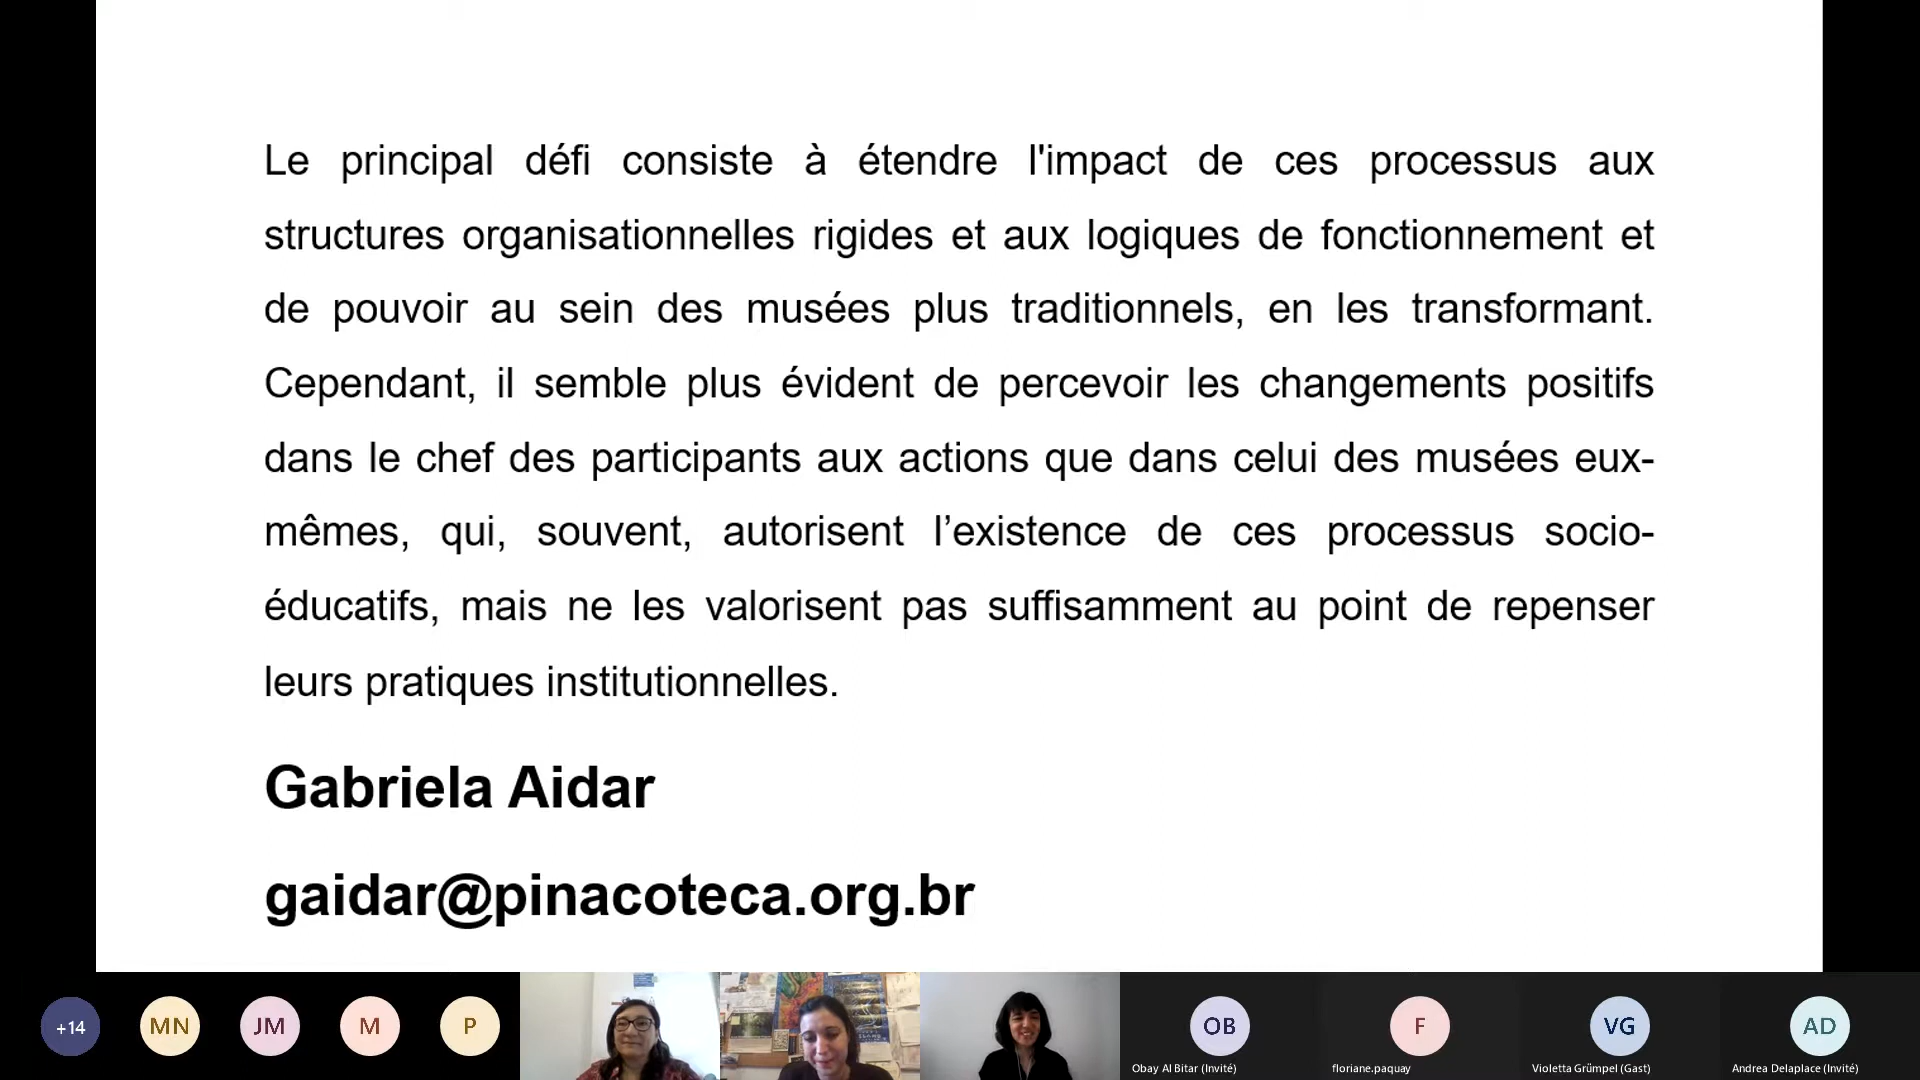 Le principal défi consiste à étendre l'impact de ces processus aux
structures organisationnelles rigides et aux logiques de fonctionnement et
de pouvoir au sein des musées plus traditionnels, en les transformant.
Cependant, il semble plus évident de percevoir les changements positifs
dans le chef des participants aux actions que dans celui des musées eux-
mêmes, qui, souvent, autorisent l’existence de ces processus socio-
éducatifs, mais ne les valorisent pas suffisamment au point de repenser
leurs pratiques institutionnelles.
Gabriela Aidar
gaidar@pinacoteca.org.br
+14
MN
JM
M
P
OB
F
VG
AD
Obay Al Bitar (Invité)
floriane.paquay
Violetta Grümpel (Gast)
Andrea Delaplace (Invité)